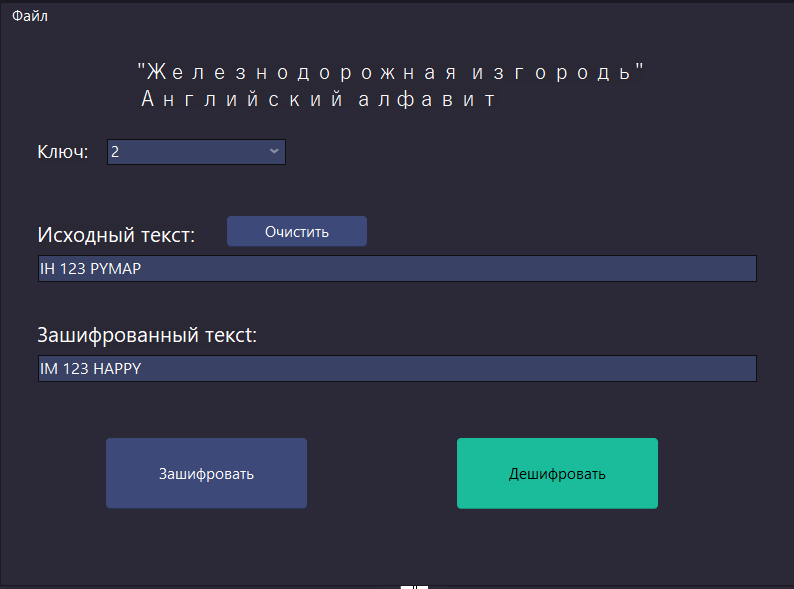 Файл
"Железнодорожная изгородь"
Английский алфавит
Ключ: 2
Исходный текст: Очистить
IH 123 PYMAP
Зашифрованный текст:
IM 123 HAPPY
Зашифровать Дешифровать